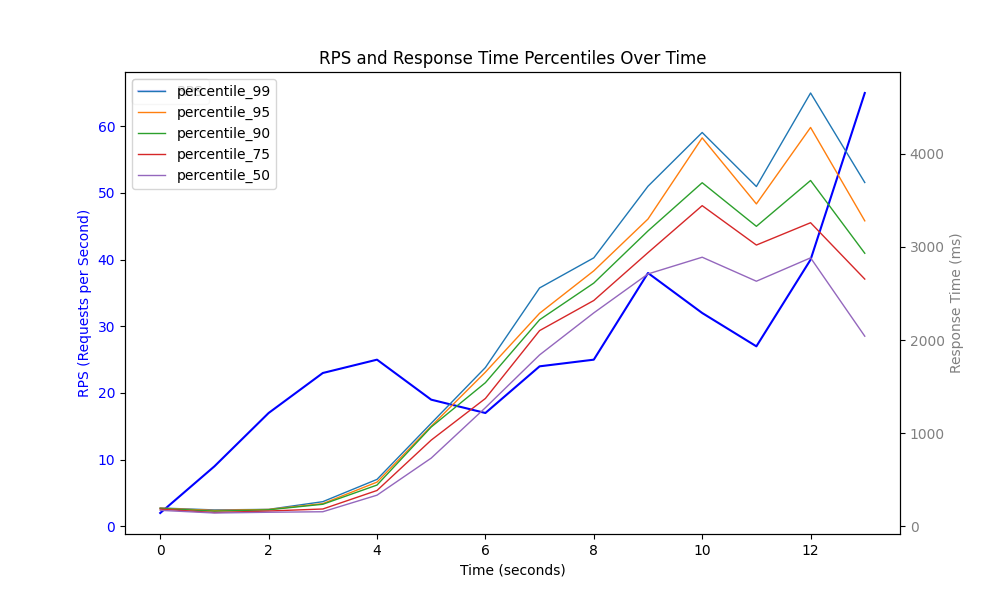 RPS and Response Time Percentiles Over Time
percentile_99
percentile_95
percentile_90
percentile_75
percentile_50
RPS (Requests per Second)
60
50
40
30
20
10
0
4000
3000
2000
1000
0
Response Time (ms)
0 2 4 6 8 10 12
Time (seconds)